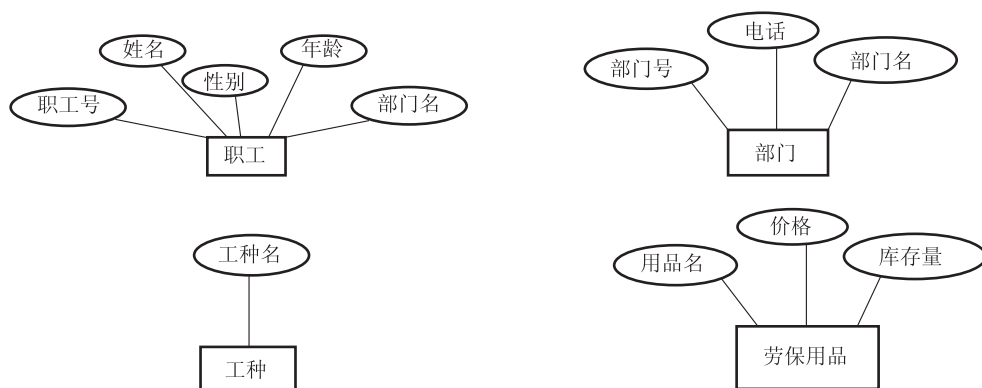 姓名
年龄
性别
职工号
部门名
职工
电话
部门号
部门名
部门
工种名
工种
价格
用品名
库存量
劳保用品